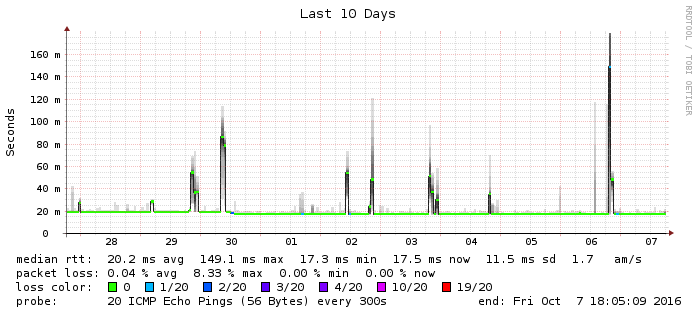 Last 10 Days
RRDTOOL / TOBI OETIKER
Seconds
160 m
140 m
120 m
100 m
80 m
60 m
40 m
20 m
0
28 29 30 01 02 03 04 05 06 07
median rtt: 20.2 ms avg 149.1 ms max 17.3 ms min 17.5 ms now 11.5 ms sd 1.7 am/s
packet loss: 0.04 % avg 8.33 % max 0.00 % min 0.00 % now
loss color: 0 1/20 2/20 3/20 4/20 10/20 19/20
probe: 20 ICMP Echo Pings (56 Bytes) every 300s end: Fri Oct 7 18:05:09 2016